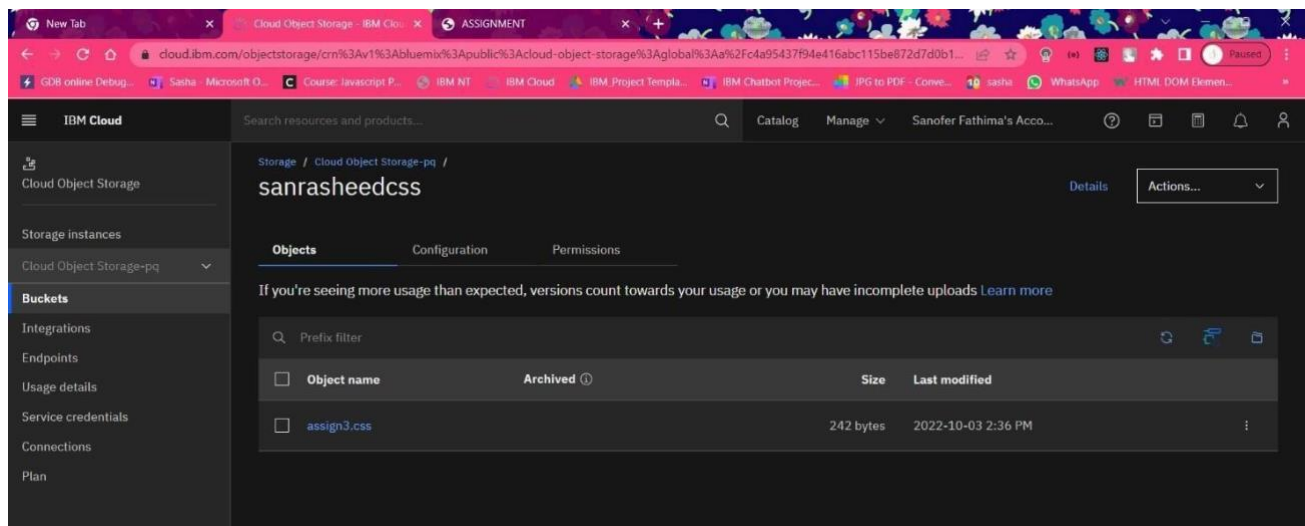 New Tab
Cloud Object Storage - IBM Clou
ASSIGNMENT
cloud.ibm.com/objectstorage/crn%3Av1%3Abluemix%3Apublic%3Acloud-object-storage%3Aglobal%3Aa%2Fc4a95437f94e416abc115be872d7d0b1...
Paused
GDB online Debug...
Sasha - Microsoft O...
Course: Javascript P...
IBM NT
IBM Cloud
IBM_Project Templa...
IBM Chatbot Projec...
JPG to PDF - Conve...
sasha
WhatsApp
HTML DOM Elemen...
IBM Cloud
Search resources and products...
Catalog
Manage
Sanofer Fathima's Acco...
Cloud Object Storage
Storage instances
Cloud Object Storage-pq
Buckets
Integrations
Endpoints
Usage details
Service credentials
Connections
Plan
Storage / Cloud Object Storage-pq /
sanrasheedcss
Details
Actions...
Objects Configuration Permissions
If you're seeing more usage than expected, versions count towards your usage or you may have incomplete uploads Learn more
Prefix filter
Object name Archived Size Last modified
assign3.css 242 bytes 2022-10-03 2:36 PM